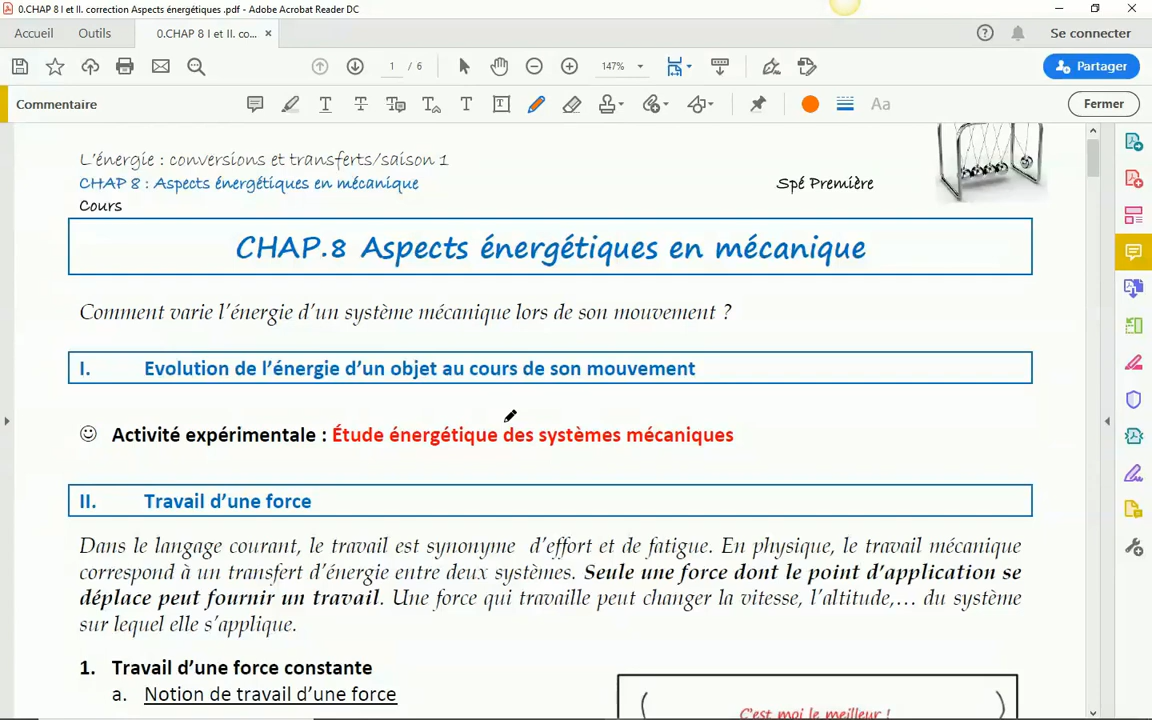 0.CHAP 8 I et II. correction Aspects énergétiques .pdf - Adobe Acrobat Reader DC
Accueil Outils 0.CHAP 8 I et II. co... × Se connecter
1 / 6 147% Partager
Commentaire Aa Fermer
L'énergie : conversions et transferts/saison 1
CHAP 8 : Aspects énergétiques en mécanique Spé Première
Cours
CHAP.8 Aspects énergétiques en mécanique
Comment varie l'énergie d'un système mécanique lors de son mouvement ?
I. Evolution de l'énergie d'un objet au cours de son mouvement
☺ Activité expérimentale : Étude énergétique des systèmes mécaniques
II. Travail d'une force
Dans le langage courant, le travail est synonyme d'effort et de fatigue. En physique, le travail mécanique
correspond à un transfert d'énergie entre deux systèmes. Seule une force dont le point d'application se
déplace peut fournir un travail. Une force qui travaille peut changer la vitesse, l'altitude,... du système
sur lequel elle s'applique.
1. Travail d'une force constante
a. Notion de travail d'une force
C'est moi le meilleur !